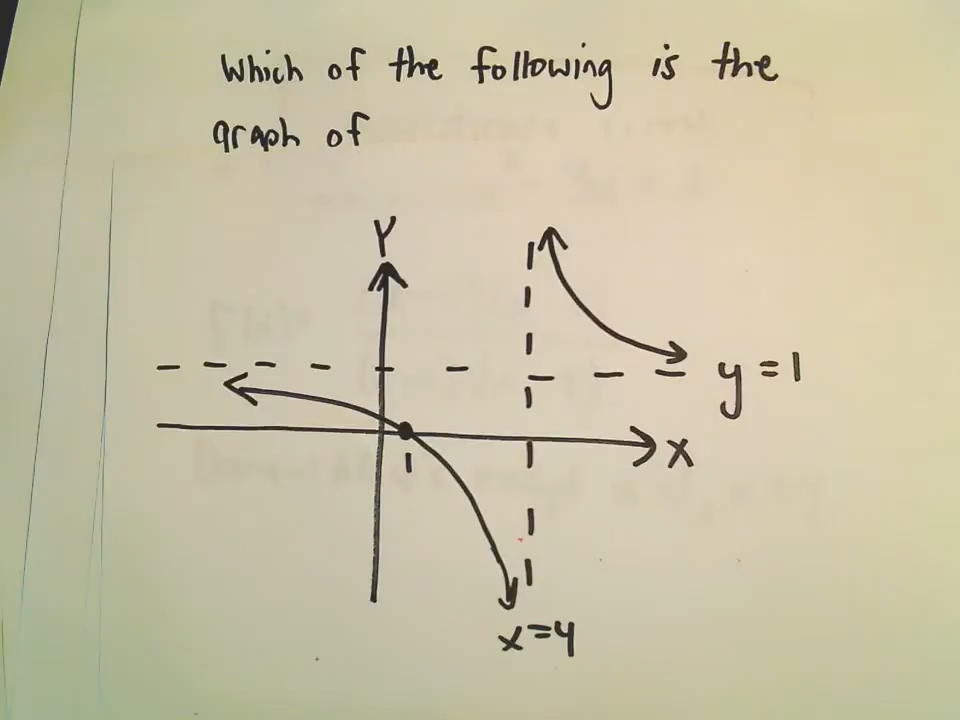 Which of the following is the
graph of
Y
y=1
X
1
x=4